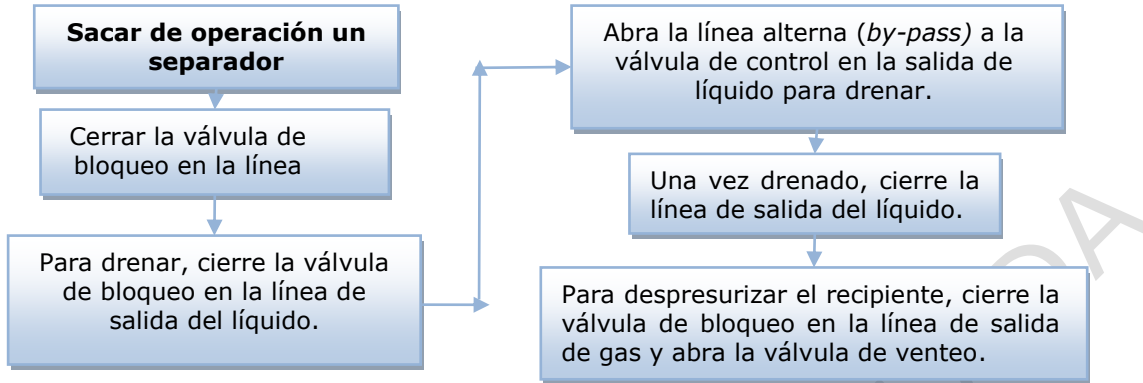 Sacar de operación un
separador
Cerrar la válvula de
bloqueo en la línea
Para drenar, cierre la válvula
de bloqueo en la línea de
salida del líquido.
Abra la línea alterna (by-pass) a la
válvula de control en la salida de
líquido para drenar.
Una vez drenado, cierre la
línea de salida del líquido.
Para despresurizar el recipiente, cierre la
válvula de bloqueo en la línea de salida
de gas y abra la válvula de venteo.